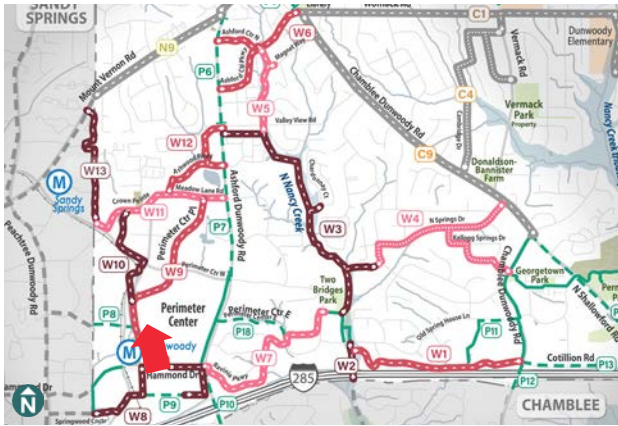 SANDY
SPRINGS
Mount Vernon Rd
N9
P6
Ashford Ctr N
W6
Womack Rd
C1
Dunwoody
Elementary
Vermack Rd
C4
Vermack
Park
Property
Chamblee Dunwoody Rd
W5
Valley View Rd
W12
W13
M
Sandy
Springs
Crown Pointe
W11
Ashwood Pkwy
Meadow Lane Rd
Perimeter Ctr Pl
P7
Ashford Dunwoody Rd
N Nancy Creek
W3
C9
Donaldson-
Bannister
Farm
Nancy Creek
W4
N Springs Dr
Kellogg Springs Dr
Chamblee Dunwoody Rd
Georgetown
Park
N Shallowford Rd
Peachtree Dunwoody Rd
W10
W9
Perimeter Ctr W
Perimeter
Center
P8
Two
Bridges
Park
Perimeter Ctr E
P18
Old Spring House Ln
P11
M
woody
Hammond Dr
Ravinia Pkwy
W7
285
W2
W1
Cotillion Rd
P13
P12
W8
P9
P10
N
CHAMBLEE